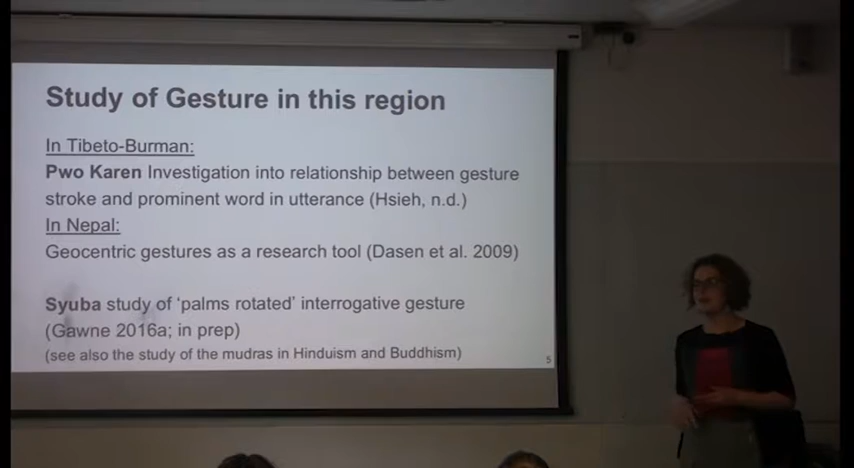 Study of Gesture in this region
In Tibeto-Burman:
Pwo Karen Investigation into relationship between gesture
stroke and prominent word in utterance (Hsieh, n.d.)
In Nepal:
Geocentric gestures as a research tool (Dasen et al. 2009)
Syuba study of ‘palms rotated’ interrogative gesture
(Gawne 2016a; in prep)
(see also the study of the mudras in Hinduism and Buddhism)
5